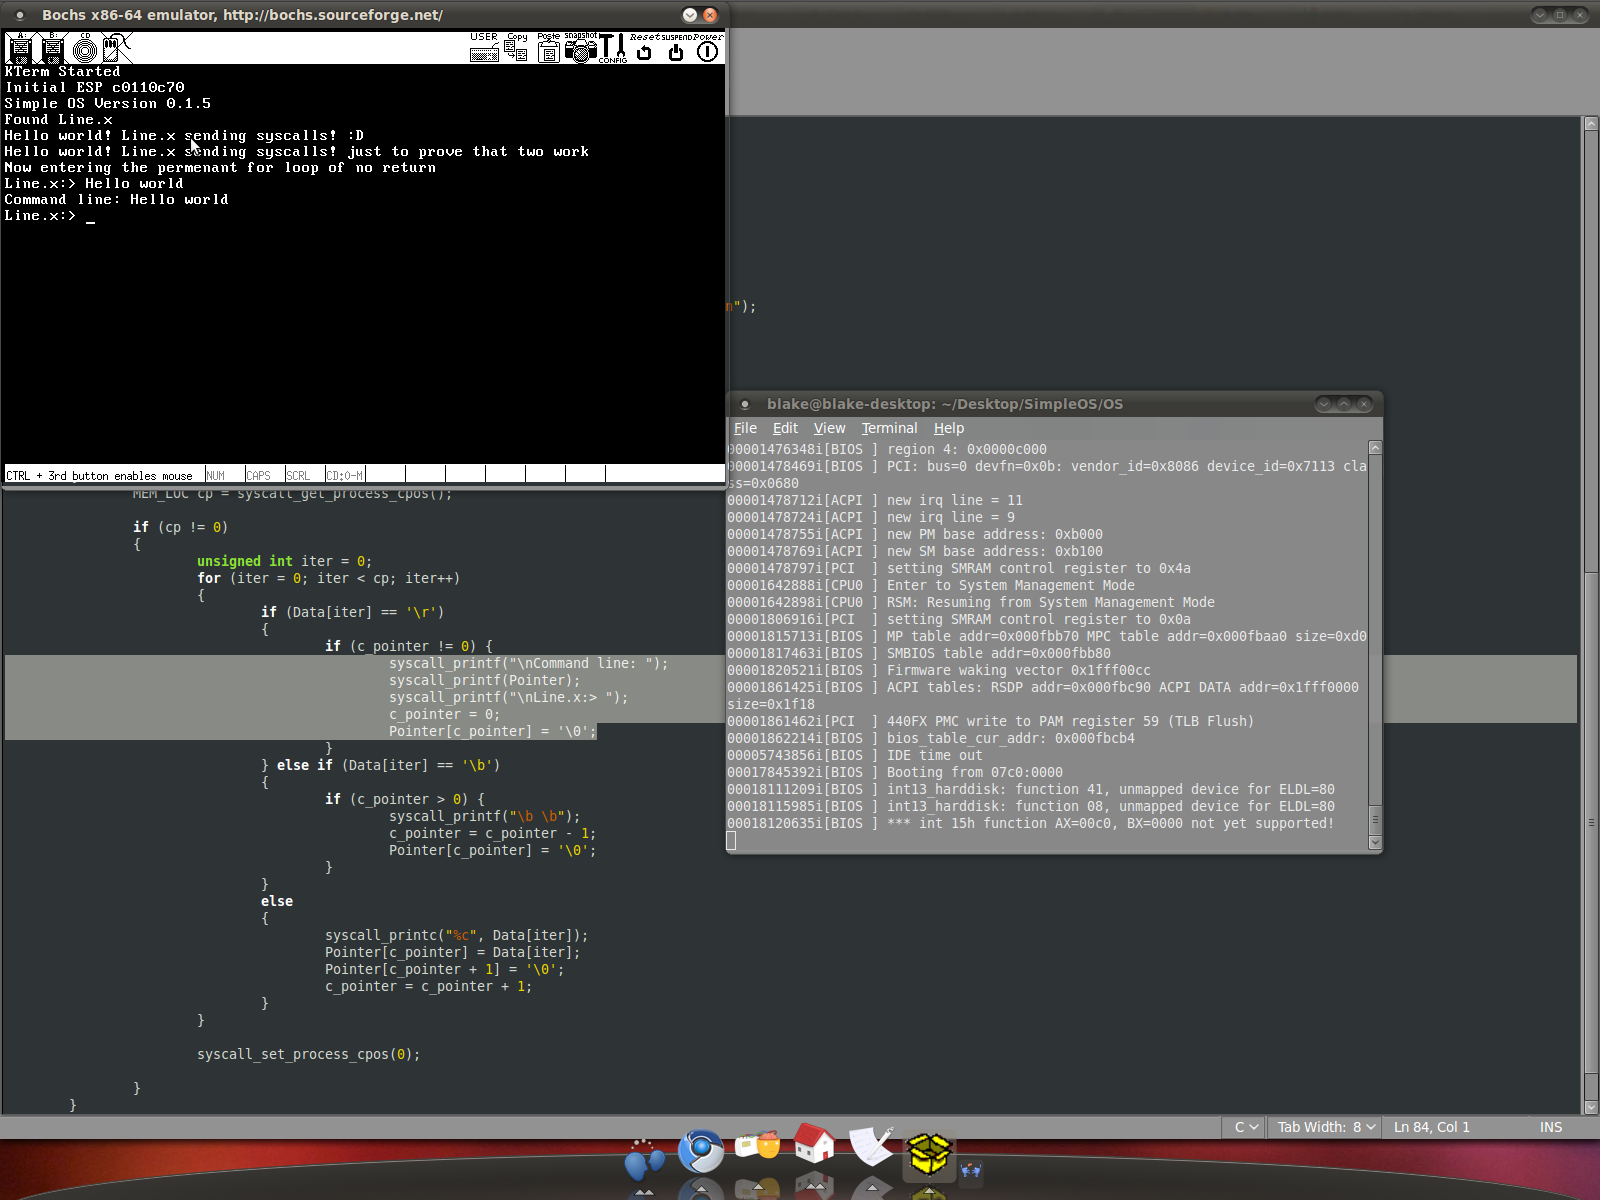 Bochs x86-64 emulator, http://bochs.sourceforge.net/
A: B: CD USER Copy Paste snapshot CONFIG Reset SUSPEND Power
KTerm Started
Initial ESP c0110c70
Simple OS Version 0.1.5
Found Line.x
Hello world! Line.x sending syscalls! :D
Hello world! Line.x sending syscalls! just to prove that two work
Now entering the permenant for loop of no return
Line.x:> Hello world
Command line: Hello world
Line.x:> _
CTRL + 3rd button enables mouse NUM CAPS SCRL CD:0-M
");
MEM_LOC cp = syscall_get_process_cpos();
if (cp != 0)
{
unsigned int iter = 0;
for (iter = 0; iter < cp; iter++)
{
if (Data[iter] == '\r')
{
if (c_pointer != 0) {
syscall_printf("\nCommand line: ");
syscall_printf(Pointer);
syscall_printf("\nLine.x:> ");
c_pointer = 0;
Pointer[c_pointer] = '\0';
}
} else if (Data[iter] == '\b')
{
if (c_pointer > 0) {
syscall_printf("\b \b");
c_pointer = c_pointer - 1;
Pointer[c_pointer] = '\0';
}
}
else
{
syscall_printc("%c", Data[iter]);
Pointer[c_pointer] = Data[iter];
Pointer[c_pointer + 1] = '\0';
c_pointer = c_pointer + 1;
}
}
syscall_set_process_cpos(0);
}
}
blake@blake-desktop: ~/Desktop/SimpleOS/OS
File Edit View Terminal Help
00001476348i[BIOS ] region 4: 0x0000c000
00001478469i[BIOS ] PCI: bus=0 devfn=0x0b: vendor_id=0x8086 device_id=0x7113 cla
ss=0x0680
00001478712i[ACPI ] new irq line = 11
00001478724i[ACPI ] new irq line = 9
00001478755i[ACPI ] new PM base address: 0xb000
00001478769i[ACPI ] new SM base address: 0xb100
00001478797i[PCI  ] setting SMRAM control register to 0x4a
00001642888i[CPU0 ] Enter to System Management Mode
00001642898i[CPU0 ] RSM: Resuming from System Management Mode
00001806916i[PCI  ] setting SMRAM control register to 0x0a
00001815713i[BIOS ] MP table addr=0x000fbb70 MPC table addr=0x000fbaa0 size=0xd0
00001817463i[BIOS ] SMBIOS table addr=0x000fbb80
00001820521i[BIOS ] Firmware waking vector 0x1fff00cc
00001861425i[BIOS ] ACPI tables: RSDP addr=0x000fbc90 ACPI DATA addr=0x1fff0000
size=0x1f18
00001861462i[PCI  ] 440FX PMC write to PAM register 59 (TLB Flush)
00001862214i[BIOS ] bios_table_cur_addr: 0x000fbcb4
00005743856i[BIOS ] IDE time out
00017845392i[BIOS ] Booting from 07c0:0000
00018111209i[BIOS ] int13_harddisk: function 41, unmapped device for ELDL=80
00018115985i[BIOS ] int13_harddisk: function 08, unmapped device for ELDL=80
00018120635i[BIOS ] *** int 15h function AX=00c0, BX=0000 not yet supported!
C Tab Width: 8 Ln 84, Col 1 INS